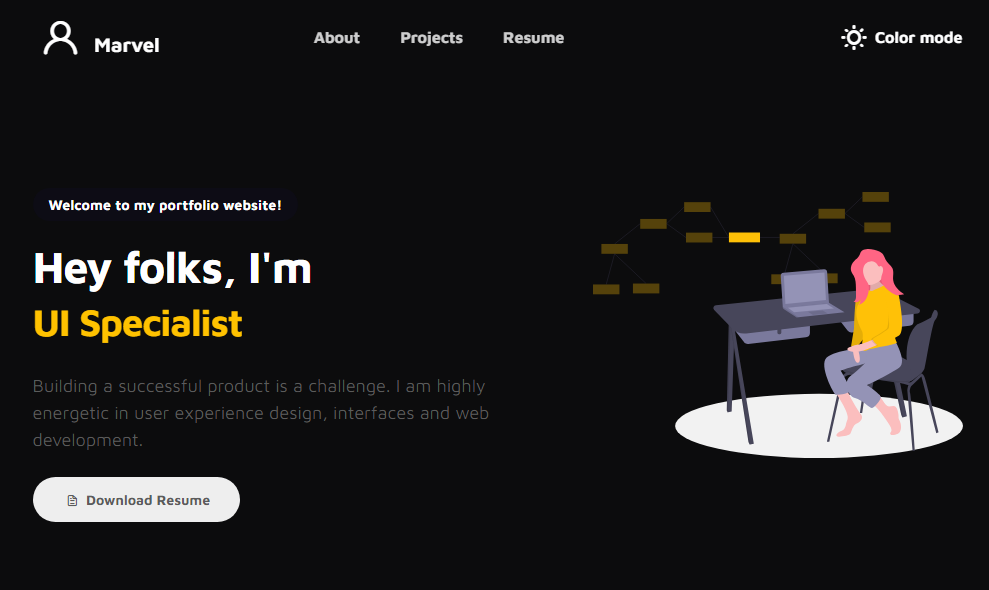 Marvel
About
Projects
Resume
Color mode
Welcome to my portfolio website!
Hey folks, I'm
UI Specialist
Building a successful product is a challenge. I am highly
energetic in user experience design, interfaces and web
development.
Download Resume